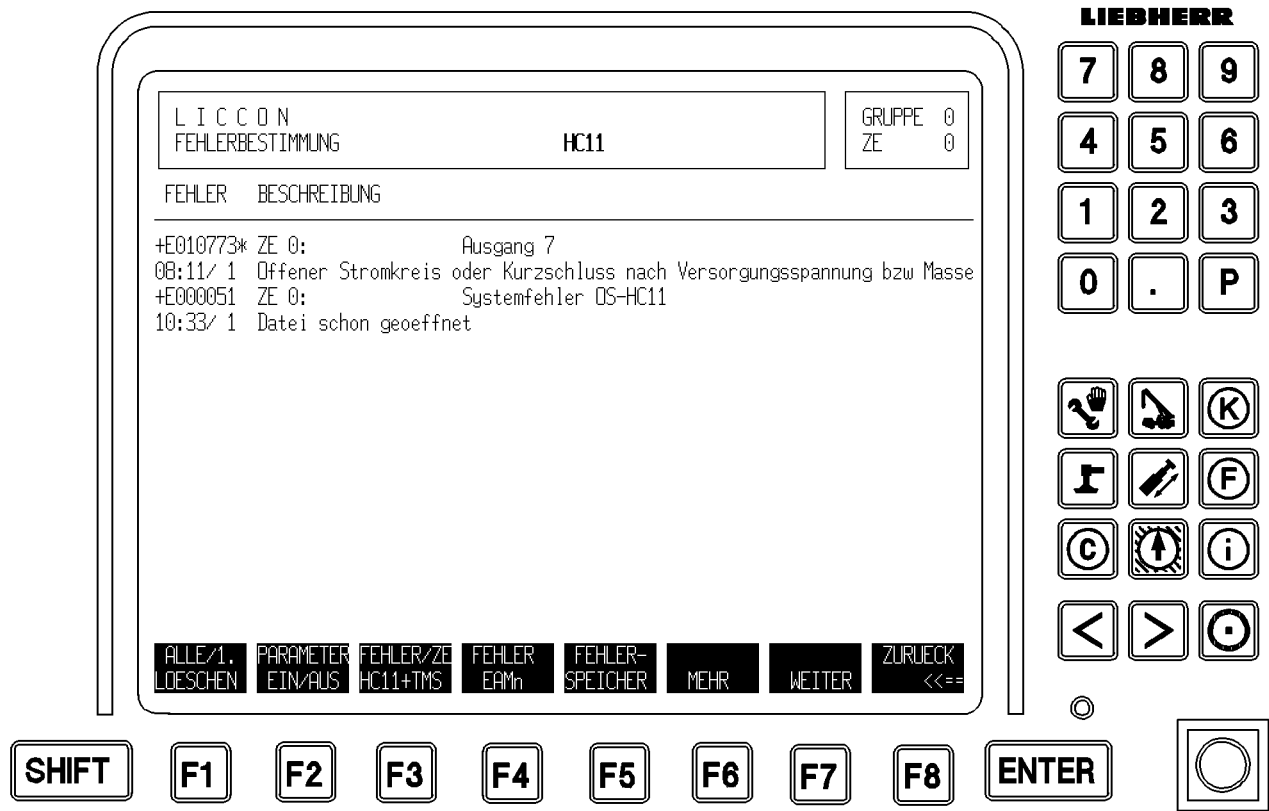 LIEBHERR
LICCON
FEHLERBESTIMMUNG HC11
GRUPPE 0
ZE 0
FEHLER BESCHREIBUNG
+E010773* ZE 0: Ausgang 7
08:11/ 1 Offener Stromkreis oder Kurzschluss nach Versorgungsspannung bzw Masse
+E000051 ZE 0: Systemfehler OS-HC11
10:33/ 1 Datei schon geoeffnet
ALLE/1. PARAMETER FEHLER/ZE FEHLER FEHLER- ZURUECK
LOESCHEN EIN/AUS HC11+TMS EAMn SPEICHER MEHR WEITER <<==
7 8 9
4 5 6
1 2 3
0 . P
K
F
C i
< >
SHIFT F1 F2 F3 F4 F5 F6 F7 F8 ENTER